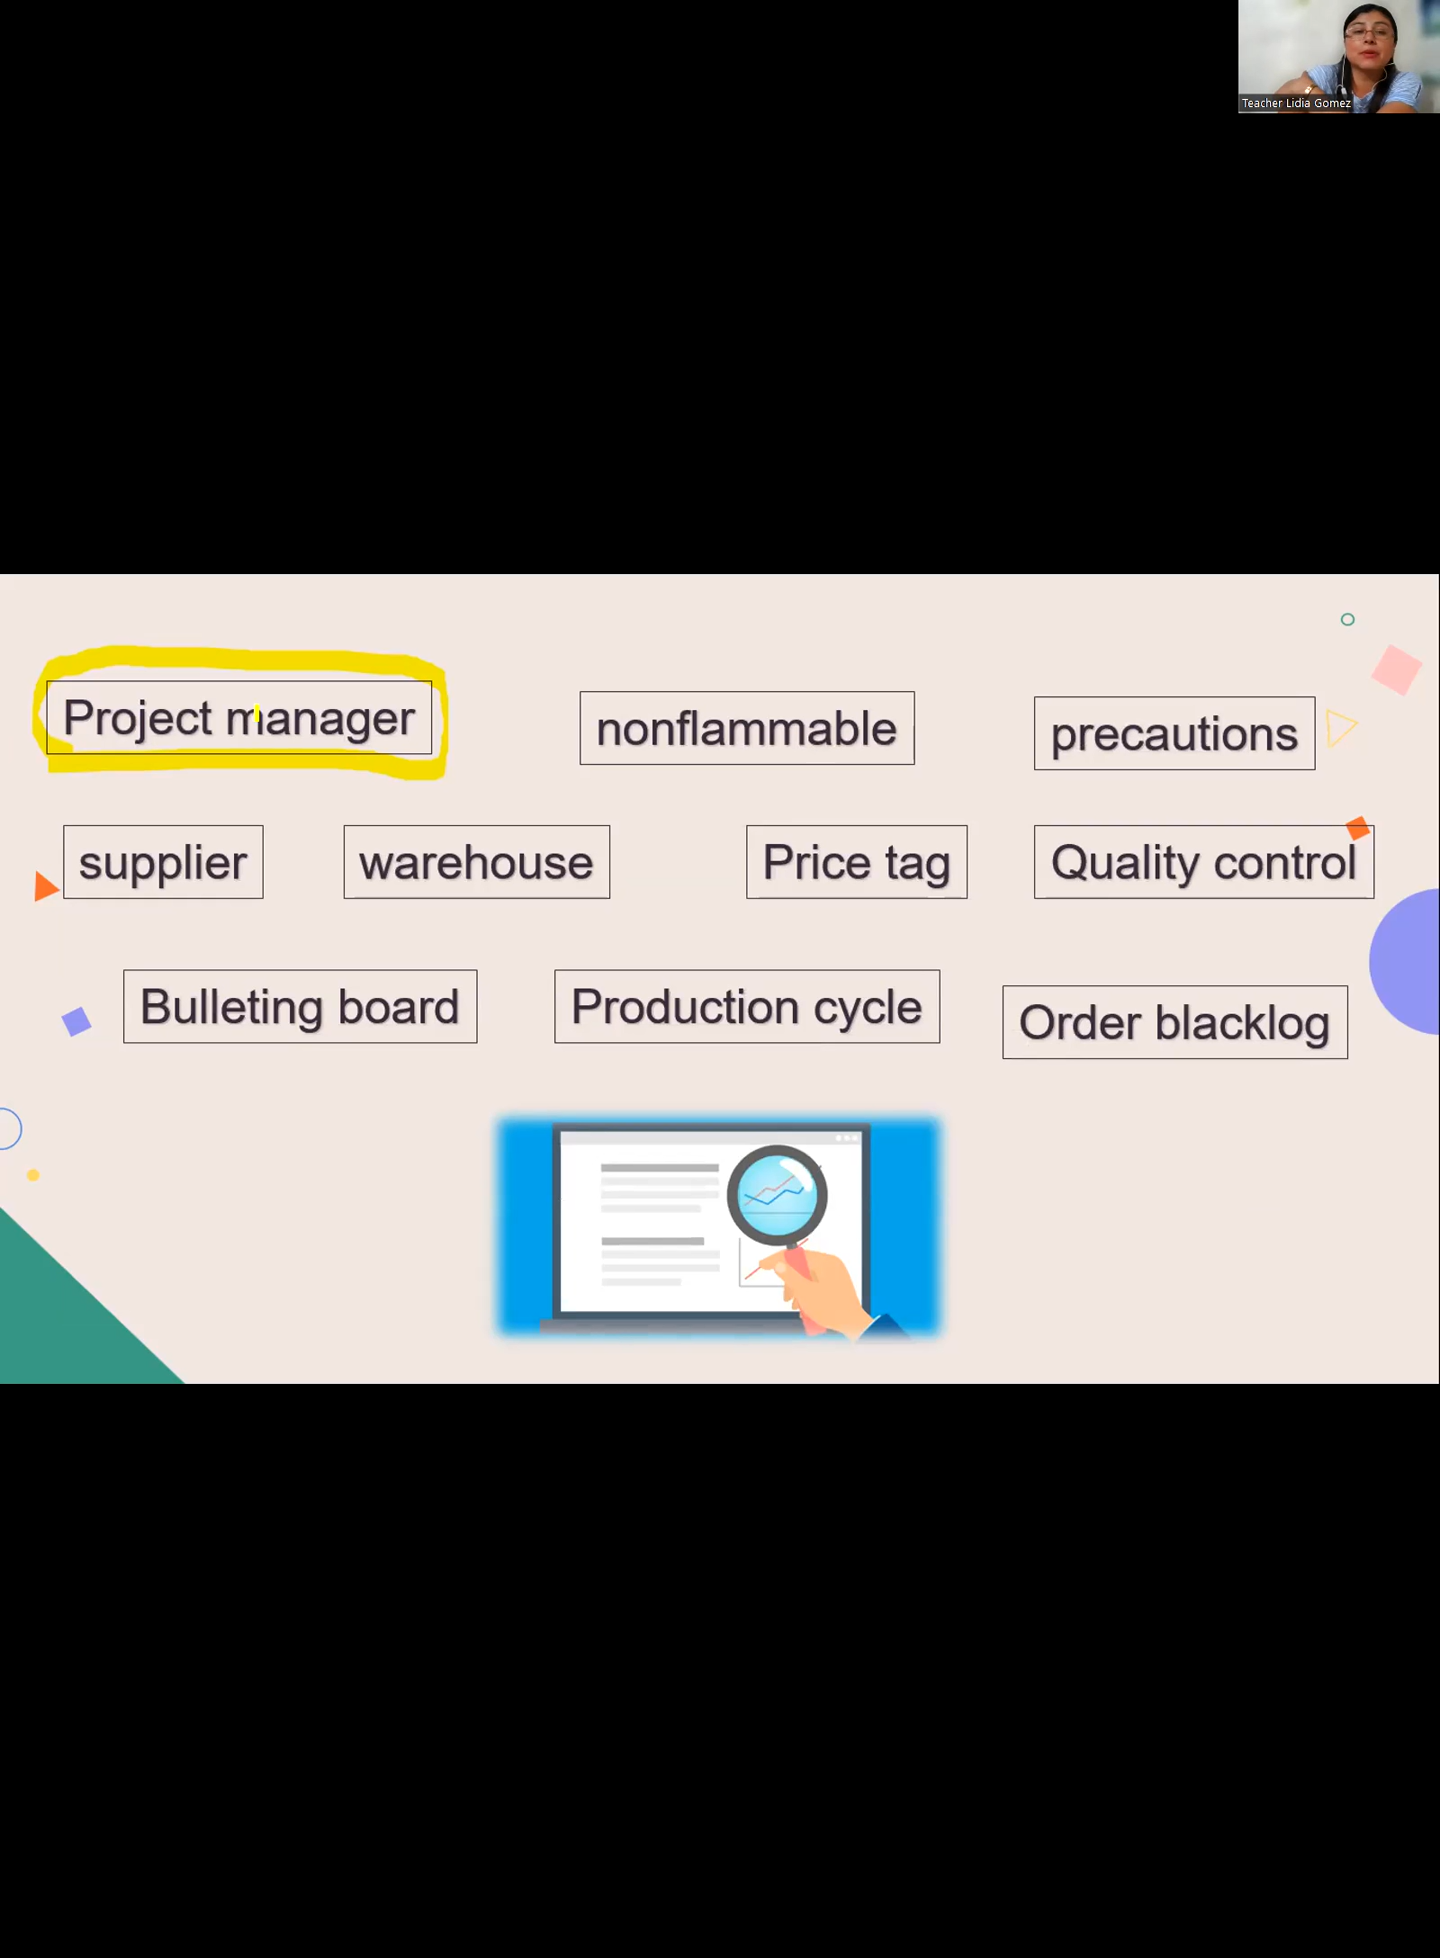 Teacher Lidia Gomez
Project manager
nonflammable
precautions
supplier
warehouse
Price tag
Quality control
Bulleting board
Production cycle
Order blacklog